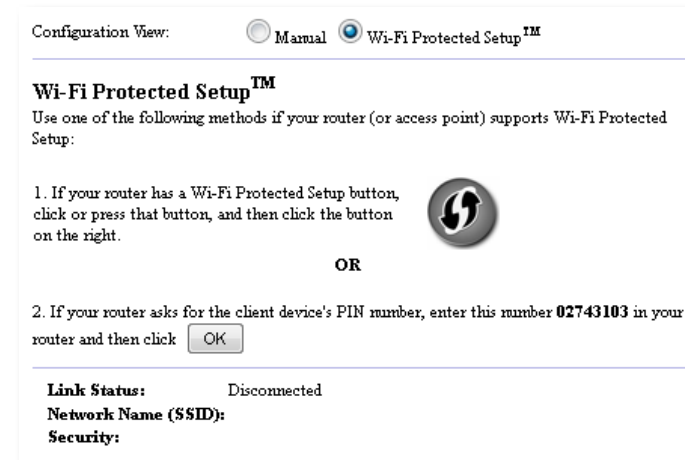 Configuration View: Manual Wi-Fi Protected Setup™
Wi-Fi Protected Setup™
Use one of the following methods if your router (or access point) supports Wi-Fi Protected
Setup:
1. If your router has a Wi-Fi Protected Setup button,
click or press that button, and then click the button
on the right.
OR
2. If your router asks for the client device's PIN number, enter this number 02743103 in your
router and then click OK
Link Status: Disconnected
Network Name (SSID):
Security: